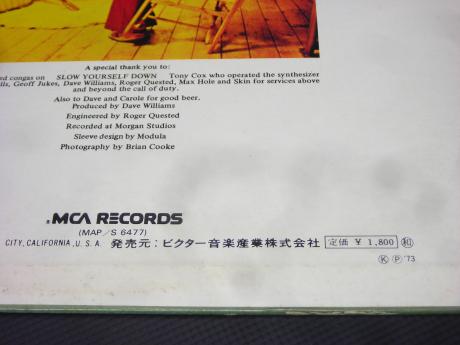 A special thank you to:
congas on SLOW YOURSELF DOWN Tony Cox who operated the synthesizer
Geoff Jukes, Dave Williams, Roger Quested, Max Hole and Skin for services above
and beyond the call of duty.
Also to Dave and Carole for good beer.
Produced by Dave Williams
Engineered by Roger Quested
Recorded at Morgan Studios
Sleeve design by Modula
Photography by Brian Cooke
MCA RECORDS
(MAP/S 6477)
CITY, CALIFORNIA, U.S.A. 発売元: ビクター音楽産業株式会社 定価 ¥ 1,800 ㊓
Ⓚ Ⓟ '73